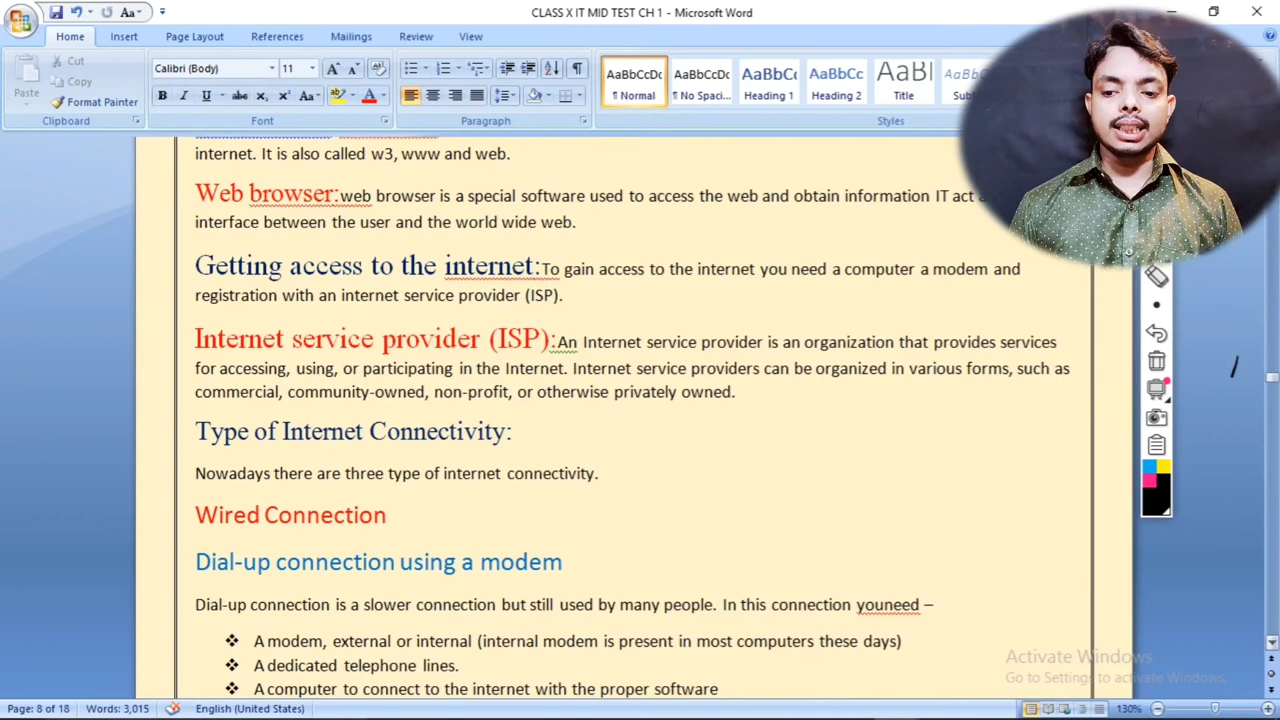 CLASS X IT MID TEST CH 1 - Microsoft Word
Home Insert Page Layout References Mailings Review View
Cut
Copy
Paste
Format Painter
Clipboard
Calibri (Body) 11
Font
Paragraph
AaBbCcDc AaBbCcDc AaBbCc AaBbCc AaBl
¶ Normal ¶ No Spaci... Heading 1 Heading 2 Title
Styles
internet. It is also called w3, www and web.
Web browser:web browser is a special software used to access the web and obtain information IT act
interface between the user and the world wide web.
Getting access to the internet:To gain access to the internet you need a computer a modem and
registration with an internet service provider (ISP).
Internet service provider (ISP):An Internet service provider is an organization that provides services
for accessing, using, or participating in the Internet. Internet service providers can be organized in various forms, such as
commercial, community-owned, non-profit, or otherwise privately owned.
Type of Internet Connectivity:
Nowadays there are three type of internet connectivity.
Wired Connection
Dial-up connection using a modem
Dial-up connection is a slower connection but still used by many people. In this connection youneed –
❖ A modem, external or internal (internal modem is present in most computers these days)
❖ A dedicated telephone lines.
❖ A computer to connect to the internet with the proper software
Activate Windows
Go to Settings to activate Windows.
Page: 8 of 18 Words: 3,015 English (United States) 130%